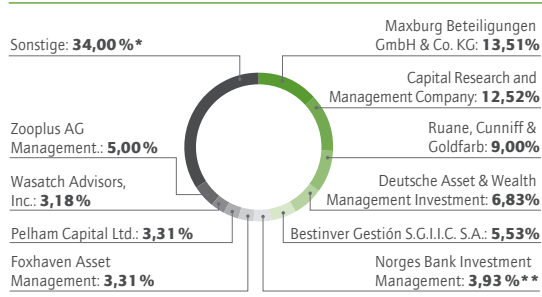 Sonstige: 34,00 %*
Zooplus AG
Management.: 5,00 %
Wasatch Advisors,
Inc.: 3,18 %
Pelham Capital Ltd.: 3,31 %
Foxhaven Asset
Management: 3,31 %
Maxburg Beteiligungen
GmbH & Co. KG: 13,51%
Capital Research and
Management Company: 12,52%
Ruane, Cunniff &
Goldfarb: 9,00%
Deutsche Asset & Wealth
Management Investment: 6,83%
Bestinver Gestión S.G.I.I.C. S.A.: 5,53%
Norges Bank Investment
Management: 3,93 %**